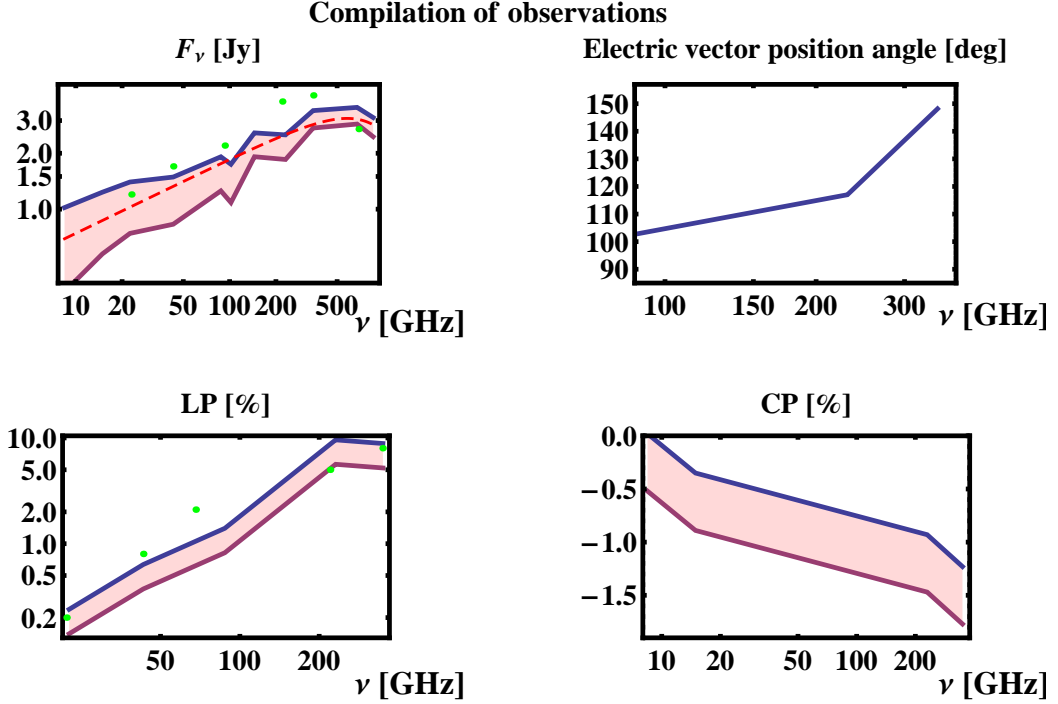 Compilation of observations
F𝜈 [Jy]
3.0
2.0
1.5
1.0
10 20 50 100 200 500
𝜈 [GHz]
Electric vector position angle [deg]
150
140
130
120
110
100
90
100 150 200 300
𝜈 [GHz]
LP [%]
10.0
5.0
2.0
1.0
0.5
0.2
50 100 200
𝜈 [GHz]
CP [%]
0.0
−0.5
−1.0
−1.5
10 20 50 100 200
𝜈 [GHz]